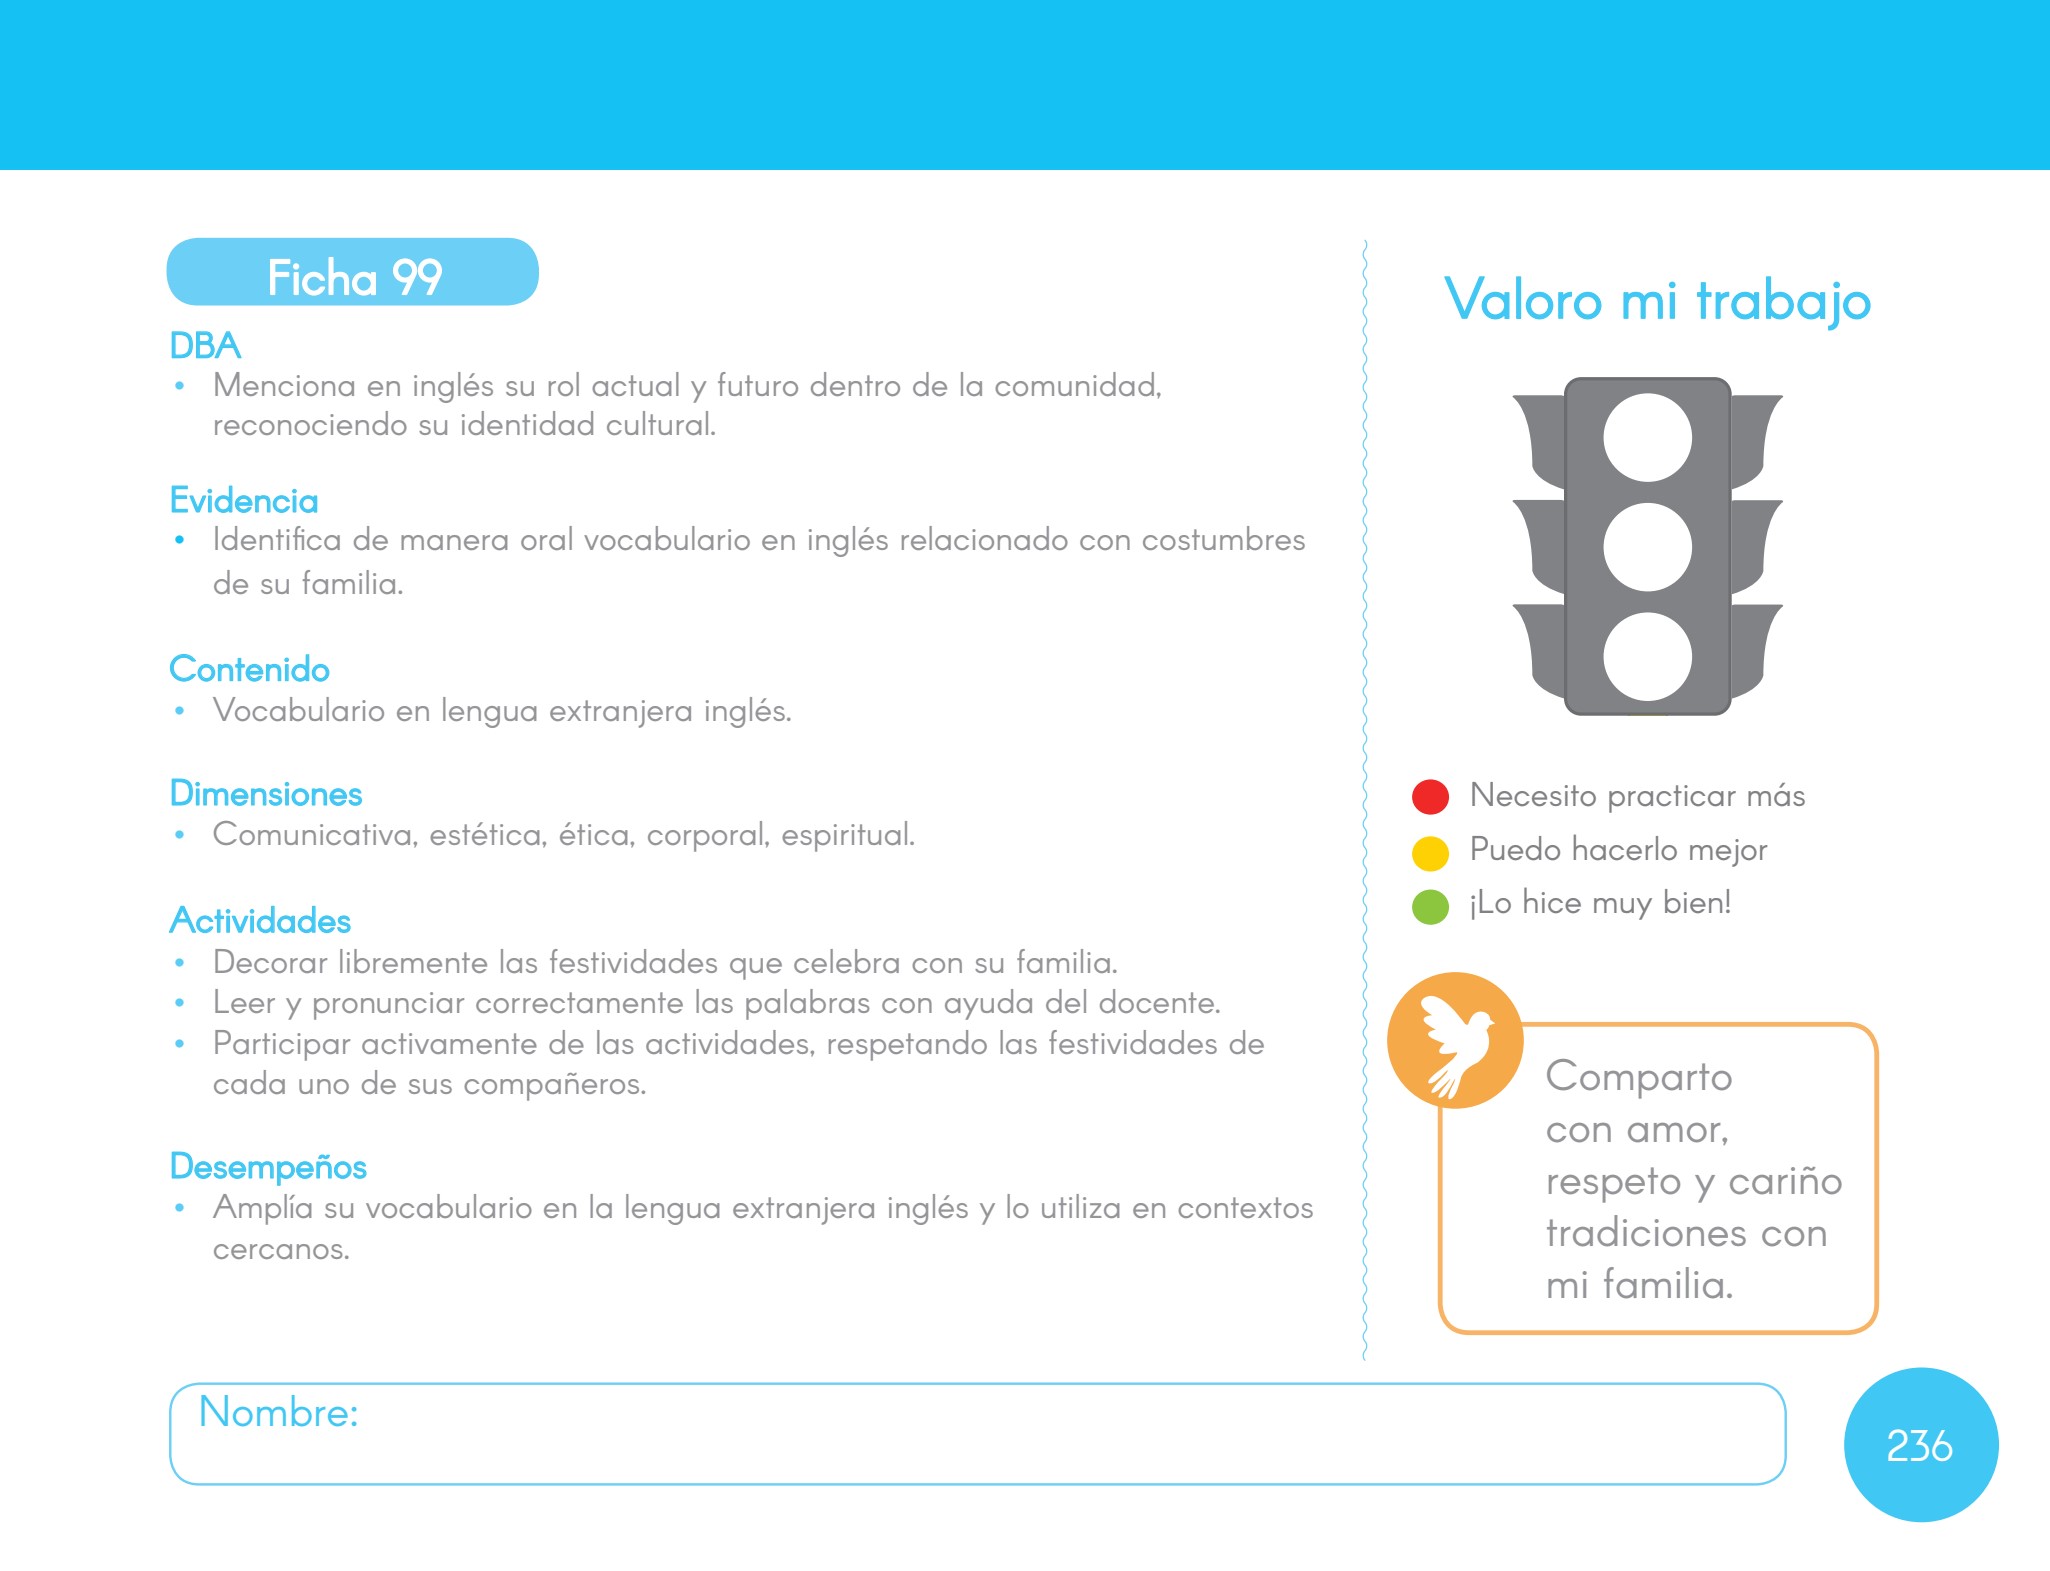 Ficha 99
DBA
• Menciona en inglés su rol actual y futuro dentro de la comunidad,
reconociendo su identidad cultural.
Evidencia
• Identifica de manera oral vocabulario en inglés relacionado con costumbres
de su familia.
Contenido
• Vocabulario en lengua extranjera inglés.
Dimensiones
• Comunicativa, estética, ética, corporal, espiritual.
Actividades
• Decorar libremente las festividades que celebra con su familia.
• Leer y pronunciar correctamente las palabras con ayuda del docente.
• Participar activamente de las actividades, respetando las festividades de
cada uno de sus compañeros.
Desempeños
• Amplía su vocabulario en la lengua extranjera inglés y lo utiliza en contextos
cercanos.
Valoro mi trabajo
Necesito practicar más
Puedo hacerlo mejor
¡Lo hice muy bien!
Comparto
con amor,
respeto y cariño
tradiciones con
mi familia.
Nombre:
236